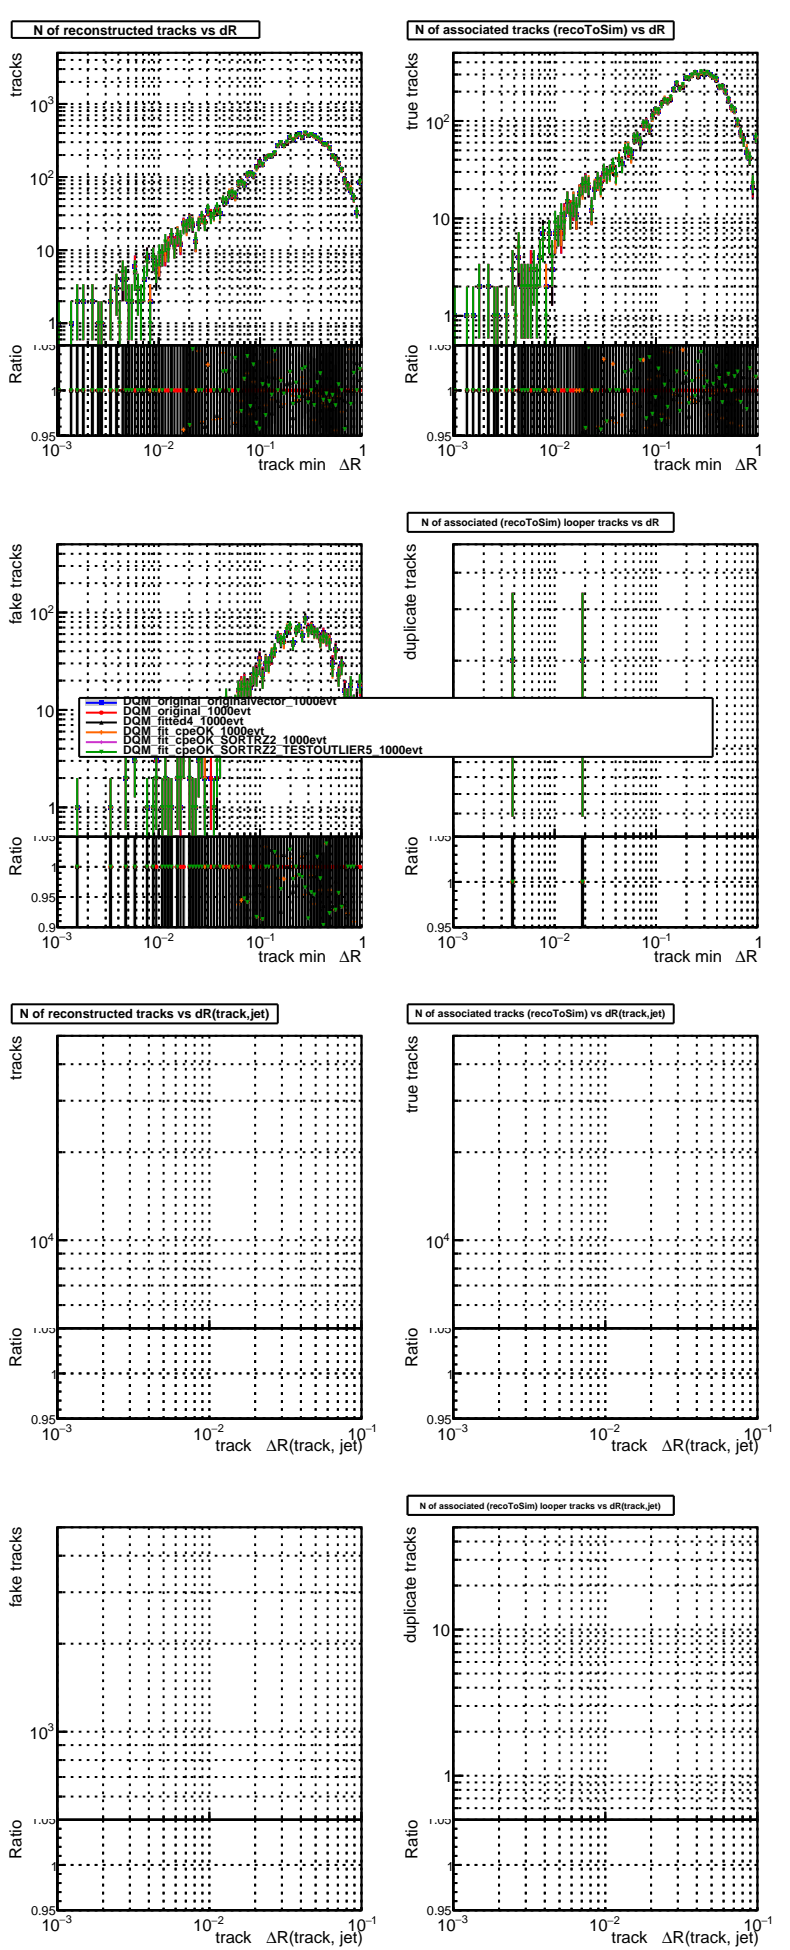 N of reconstructed tracks vs dR
N of associated tracks (recoToSim) vs dR
tracks
10³
10²
10
1
Ratio
1.05
1
0.95
10⁻³
10⁻²
10⁻¹
1
track min ΔR
true tracks
10²
10
1
Ratio
1.05
1
0.95
10⁻³
10⁻²
10⁻¹
1
track min ΔR
N of associated (recoToSim) looper tracks vs dR
fake tracks
10²
10
1
Ratio
1.05
1
0.95
0.9
10⁻³
10⁻²
10⁻¹
1
track min ΔR
duplicate tracks
Ratio
1.05
1
0.95
10⁻³
10⁻²
10⁻¹
1
track min ΔR
DQM_original_originalvector_1000evt
DQM_original_1000evt
DQM_fitted4_1000evt
DQM_fit_cpeOK_1000evt
DQM_fit_cpeOK_SORTRZ2_1000evt
DQM_fit_cpeOK_SORTRZ2_TESTOUTLIER5_1000evt
N of reconstructed tracks vs dR(track,jet)
N of associated tracks (recoToSim) vs dR(track,jet)
tracks
10⁴
Ratio
1.05
1
0.95
10⁻³
10⁻²
10⁻¹
track ΔR(track, jet)
true tracks
10⁴
Ratio
1.05
1
0.95
10⁻³
10⁻²
10⁻¹
track ΔR(track, jet)
N of associated (recoToSim) looper tracks vs dR(track,jet)
fake tracks
10³
Ratio
1.05
1
0.95
10⁻³
10⁻²
10⁻¹
track ΔR(track, jet)
duplicate tracks
10
1
Ratio
1.05
1
0.95
10⁻³
10⁻²
10⁻¹
track ΔR(track, jet)